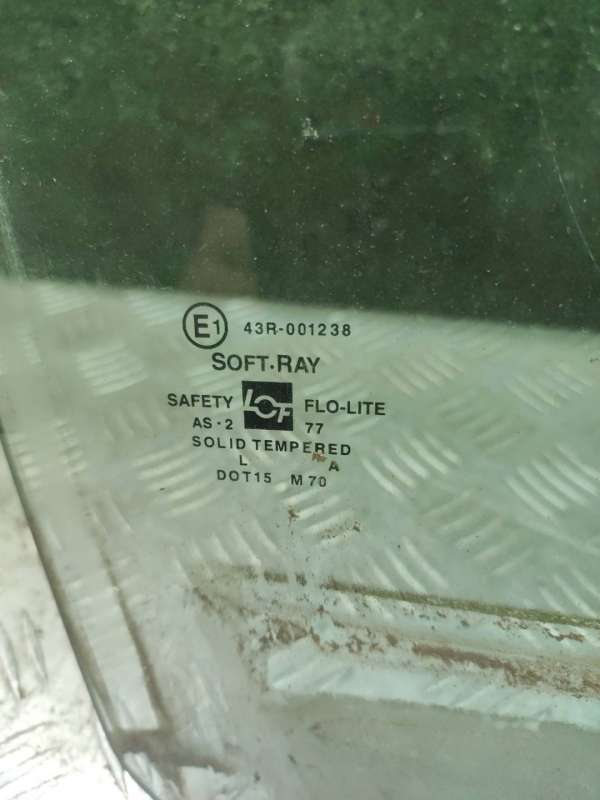 E1 43R-001238
SOFT·RAY
SAFETY LOF FLO-LITE
AS·2 77
SOLID TEMPERED
L A
DOT15 M70